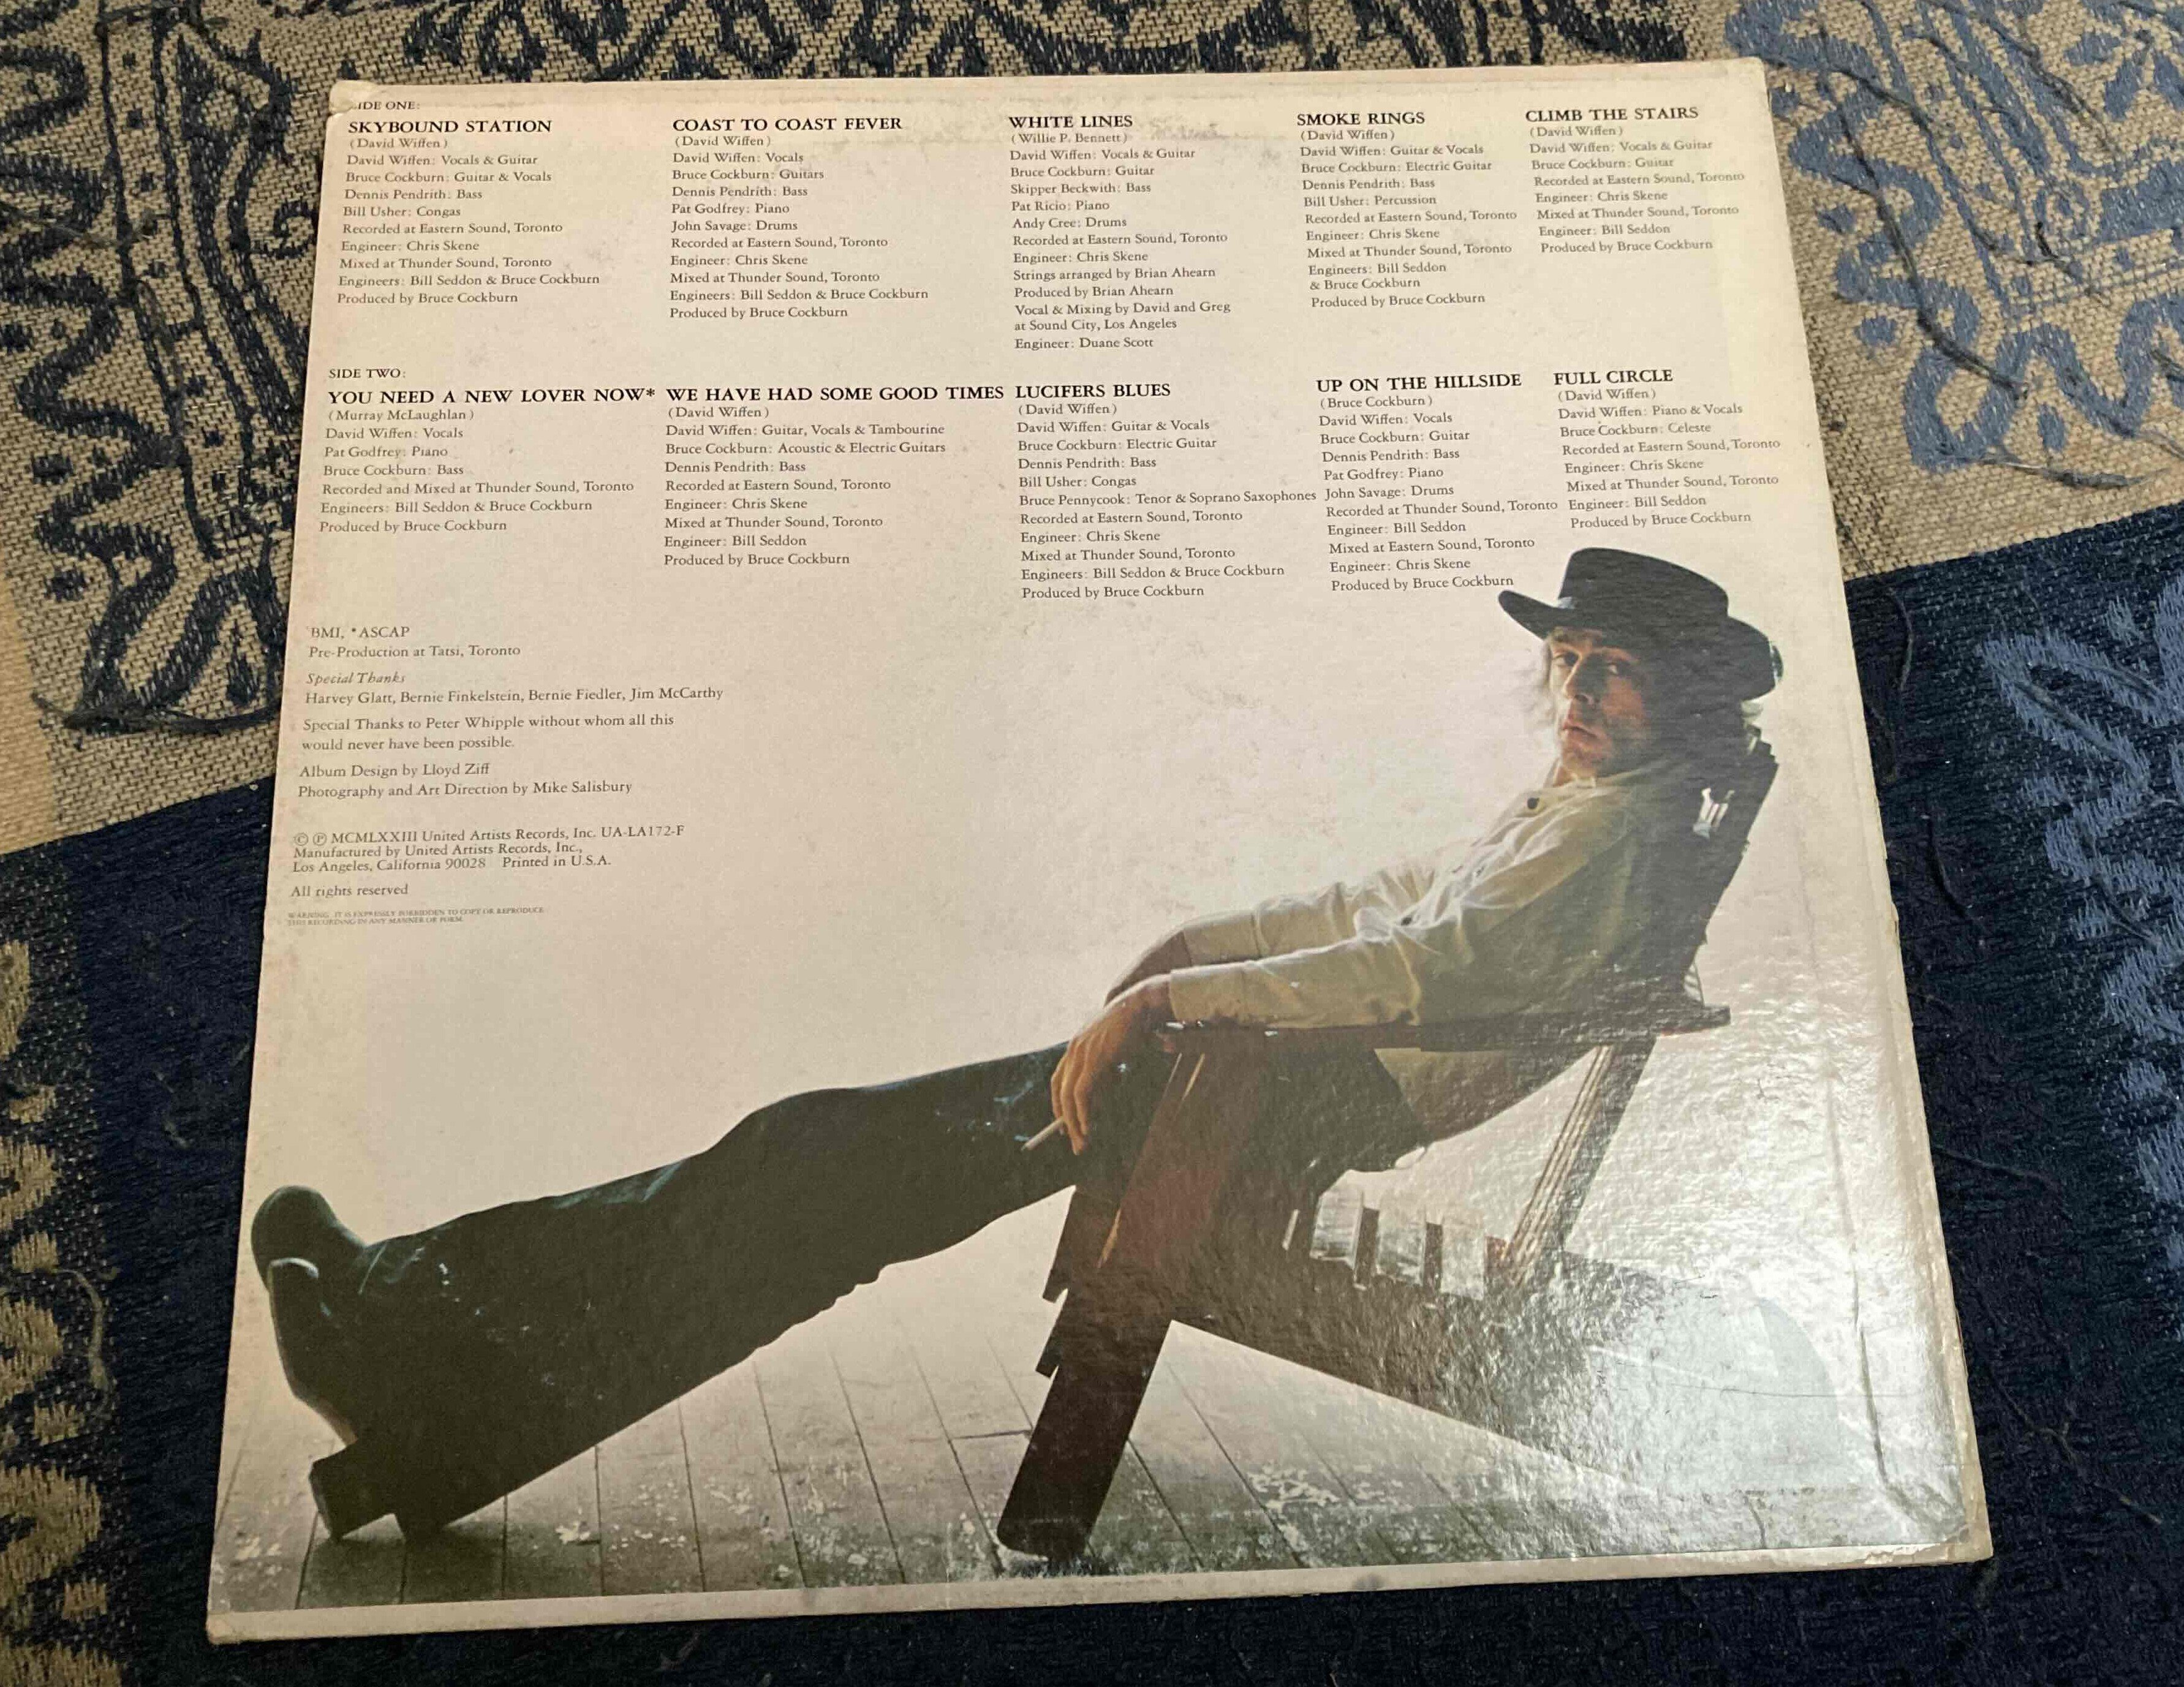 IDE ONE:
SKYBOUND STATION
(David Wiffen)
David Wiffen: Vocals & Guitar
Bruce Cockburn: Guitar & Vocals
Dennis Pendrith: Bass
Bill Usher: Congas
Recorded at Eastern Sound, Toronto
Engineer: Chris Skene
Mixed at Thunder Sound, Toronto
Engineers: Bill Seddon & Bruce Cockburn
Produced by Bruce Cockburn
COAST TO COAST FEVER
(David Wiffen)
David Wiffen: Vocals
Bruce Cockburn: Guitars
Dennis Pendrith: Bass
Pat Godfrey: Piano
John Savage: Drums
Recorded at Eastern Sound, Toronto
Engineer: Chris Skene
Mixed at Thunder Sound, Toronto
Engineers: Bill Seddon & Bruce Cockburn
Produced by Bruce Cockburn
WHITE LINES
(Willie P. Bennett)
David Wiffen: Vocals & Guitar
Bruce Cockburn: Guitar
Skipper Beckwith: Bass
Pat Ricio: Piano
Andy Cree: Drums
Recorded at Eastern Sound, Toronto
Engineer: Chris Skene
Strings arranged by Brian Ahearn
Produced by Brian Ahearn
Vocal & Mixing by David and Greg
at Sound City, Los Angeles
Engineer: Duane Scott
SMOKE RINGS
(David Wiffen)
David Wiffen: Guitar & Vocals
Bruce Cockburn: Electric Guitar
Dennis Pendrith: Bass
Bill Usher: Percussion
Recorded at Eastern Sound, Toronto
Engineer: Chris Skene
Mixed at Thunder Sound, Toronto
Engineers: Bill Seddon
& Bruce Cockburn
Produced by Bruce Cockburn
CLIMB THE STAIRS
(David Wiffen)
David Wiffen: Vocals & Guitar
Bruce Cockburn: Guitar
Recorded at Eastern Sound, Toronto
Engineer: Chris Skene
Mixed at Thunder Sound, Toronto
Engineer: Bill Seddon
Produced by Bruce Cockburn
SIDE TWO:
YOU NEED A NEW LOVER NOW*
(Murray McLaughlan)
David Wiffen: Vocals
Pat Godfrey: Piano
Bruce Cockburn: Bass
Recorded and Mixed at Thunder Sound, Toronto
Engineers: Bill Seddon & Bruce Cockburn
Produced by Bruce Cockburn
WE HAVE HAD SOME GOOD TIMES
(David Wiffen)
David Wiffen: Guitar, Vocals & Tambourine
Bruce Cockburn: Acoustic & Electric Guitars
Dennis Pendrith: Bass
Recorded at Eastern Sound, Toronto
Engineer: Chris Skene
Mixed at Thunder Sound, Toronto
Engineer: Bill Seddon
Produced by Bruce Cockburn
LUCIFERS BLUES
(David Wiffen)
David Wiffen: Guitar & Vocals
Bruce Cockburn: Electric Guitar
Dennis Pendrith: Bass
Bill Usher: Congas
Bruce Pennycook: Tenor & Soprano Saxophones
Recorded at Eastern Sound, Toronto
Engineer: Chris Skene
Mixed at Thunder Sound, Toronto
Engineers: Bill Seddon & Bruce Cockburn
Produced by Bruce Cockburn
UP ON THE HILLSIDE
(Bruce Cockburn)
David Wiffen: Vocals
Bruce Cockburn: Guitar
Dennis Pendrith: Bass
Pat Godfrey: Piano
John Savage: Drums
Recorded at Thunder Sound, Toronto
Engineer: Bill Seddon
Mixed at Eastern Sound, Toronto
Engineer: Chris Skene
Produced by Bruce Cockburn
FULL CIRCLE
(David Wiffen)
David Wiffen: Piano & Vocals
Bruce Cockburn: Celeste
Recorded at Eastern Sound, Toronto
Engineer: Chris Skene
Mixed at Thunder Sound, Toronto
Engineer: Bill Seddon
Produced by Bruce Cockburn
BMI, *ASCAP
Pre-Production at Tatsi, Toronto
Special Thanks
Harvey Glatt, Bernie Finkelstein, Bernie Fiedler, Jim McCarthy
Special Thanks to Peter Whipple without whom all this
would never have been possible.
Album Design by Lloyd Ziff
Photography and Art Direction by Mike Salisbury
© ℗ MCMLXXIII United Artists Records, Inc. UA-LA172-F
Manufactured by United Artists Records, Inc.,
Los Angeles, California 90028 Printed in U.S.A.
All rights reserved
WARNING: IT IS EXPRESSLY FORBIDDEN TO COPY OR REPRODUCE
THIS RECORDING IN ANY MANNER OR FORM.